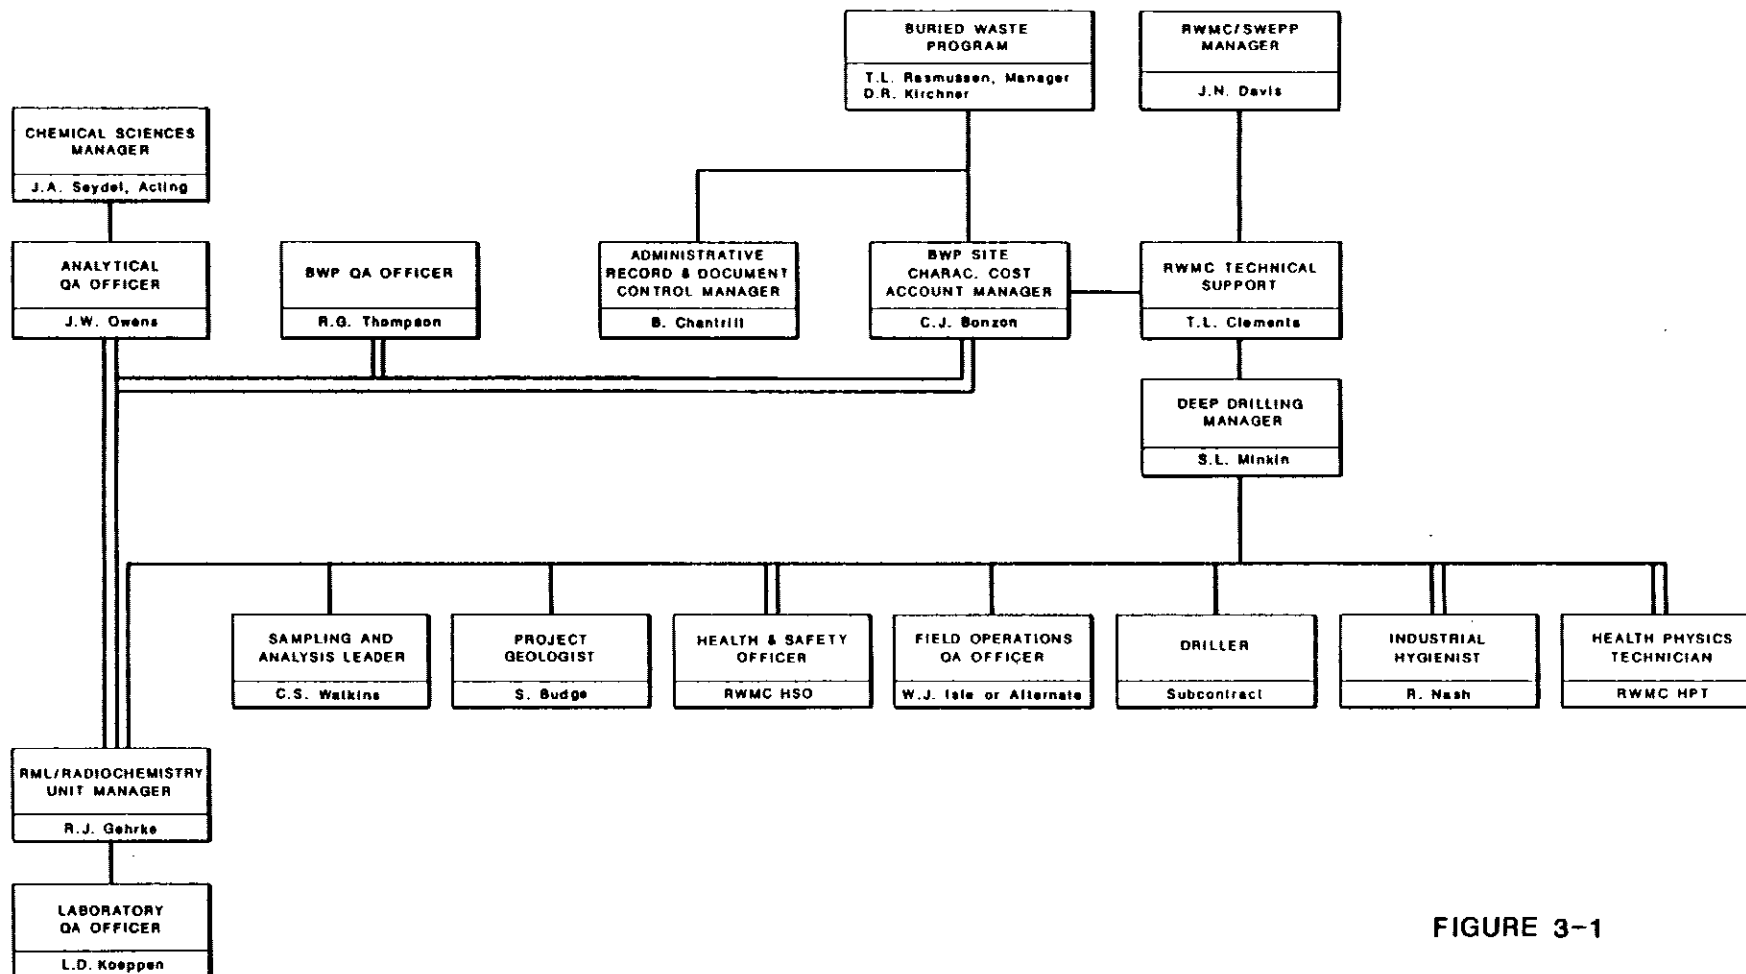 BURIED WASTE
PROGRAM
T.L. Rasmussen, Manager
D.R. Kirchner
RWMC/SWEPP
MANAGER
J.N. Davis
CHEMICAL SCIENCES
MANAGER
J.A. Seydel, Acting
ANALYTICAL
QA OFFICER
J.W. Owens
BWP QA OFFICER
R.G. Thompson
ADMINISTRATIVE
RECORD & DOCUMENT
CONTROL MANAGER
B. Chantrill
BWP SITE
CHARAC. COST
ACCOUNT MANAGER
C.J. Bonzon
RWMC TECHNICAL
SUPPORT
T.L. Clements
DEEP DRILLING
MANAGER
S.L. Minkin
SAMPLING AND
ANALYSIS LEADER
C.S. Watkins
PROJECT
GEOLOGIST
S. Budge
HEALTH & SAFETY
OFFICER
RWMC HSO
FIELD OPERATIONS
QA OFFICER
W.J. Isle or Alternate
DRILLER
Subcontract
INDUSTRIAL
HYGIENIST
R. Nash
HEALTH PHYSICS
TECHNICIAN
RWMC HPT
RML/RADIOCHEMISTRY
UNIT MANAGER
R.J. Gehrke
LABORATORY
QA OFFICER
L.D. Koeppen
FIGURE 3-1